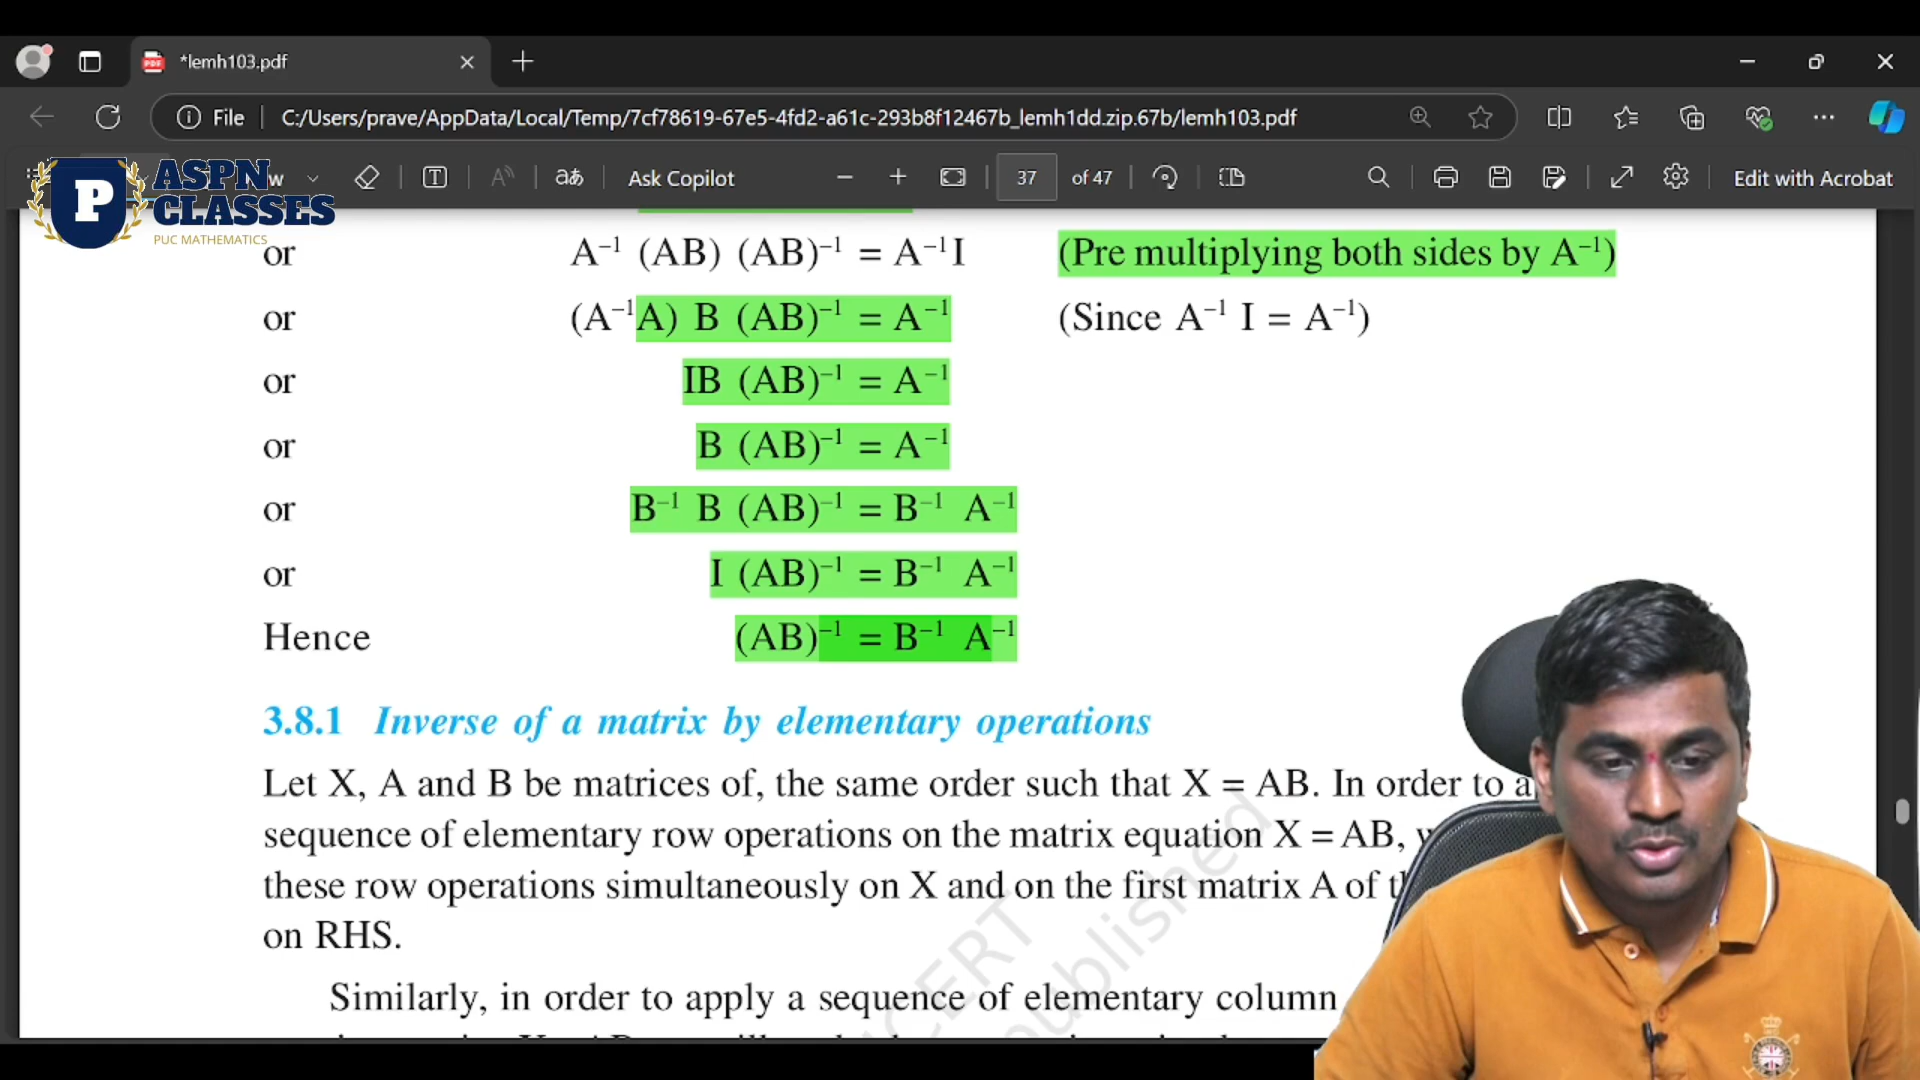 *lemh103.pdf
File C:/Users/prave/AppData/Local/Temp/7cf78619-67e5-4fd2-a61c-293b8f12467b_lemh1dd.zip.67b/lemh103.pdf
Ask Copilot 37 of 47 Edit with Acrobat
P ASPN CLASSES
PUC MATHEMATICS
or A⁻¹ (AB) (AB)⁻¹ = A⁻¹I (Pre multiplying both sides by A⁻¹)
or (A⁻¹A) B (AB)⁻¹ = A⁻¹ (Since A⁻¹ I = A⁻¹)
or IB (AB)⁻¹ = A⁻¹
or B (AB)⁻¹ = A⁻¹
or B⁻¹ B (AB)⁻¹ = B⁻¹ A⁻¹
or I (AB)⁻¹ = B⁻¹ A⁻¹
Hence (AB)⁻¹ = B⁻¹ A⁻¹
3.8.1 Inverse of a matrix by elementary operations
Let X, A and B be matrices of, the same order such that X = AB. In order to
sequence of elementary row operations on the matrix equation X = AB,
these row operations simultaneously on X and on the first matrix A of
on RHS.
Similarly, in order to apply a sequence of elementary column